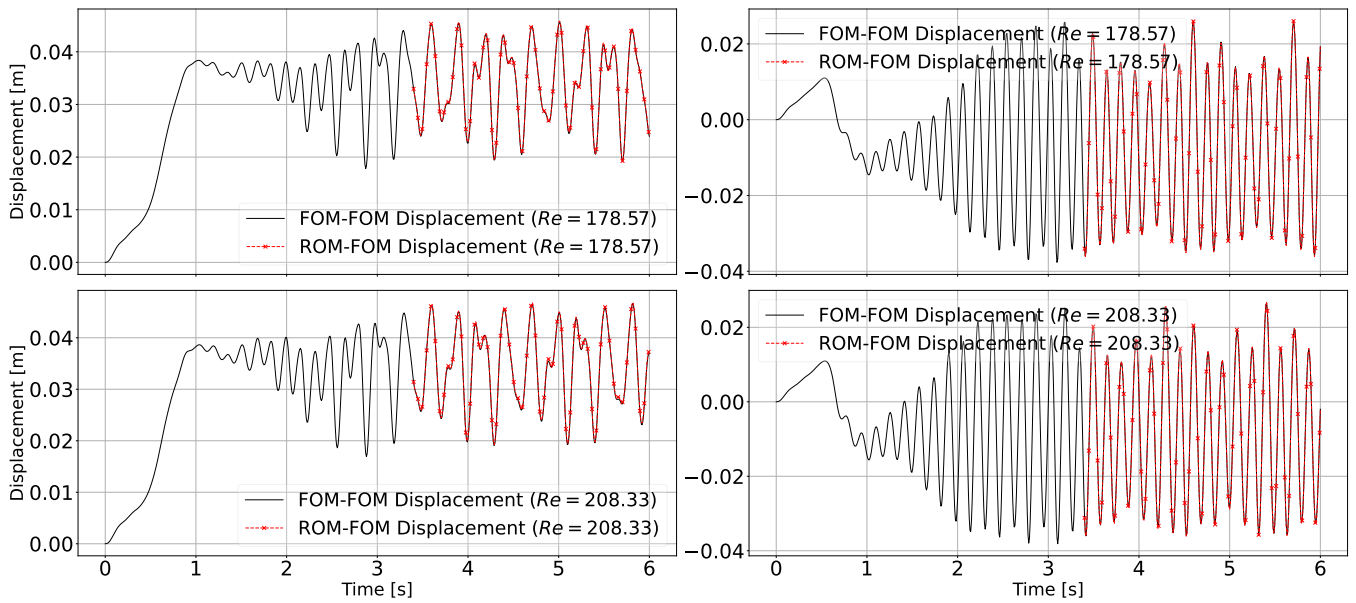 0.04
0.03
0.02
0.01
0.00
Displacement [m]
FOM-FOM Displacement (Re = 178.57)
ROM-FOM Displacement (Re = 178.57)
0.02
0.00
−0.02
−0.04
FOM-FOM Displacement (Re = 178.57)
ROM-FOM Displacement (Re = 178.57)
0.04
0.03
0.02
0.01
0.00
Displacement [m]
FOM-FOM Displacement (Re = 208.33)
ROM-FOM Displacement (Re = 208.33)
0 1 2 3 4 5 6
Time [s]
0.02
0.00
−0.02
−0.04
FOM-FOM Displacement (Re = 208.33)
ROM-FOM Displacement (Re = 208.33)
0 1 2 3 4 5 6
Time [s]